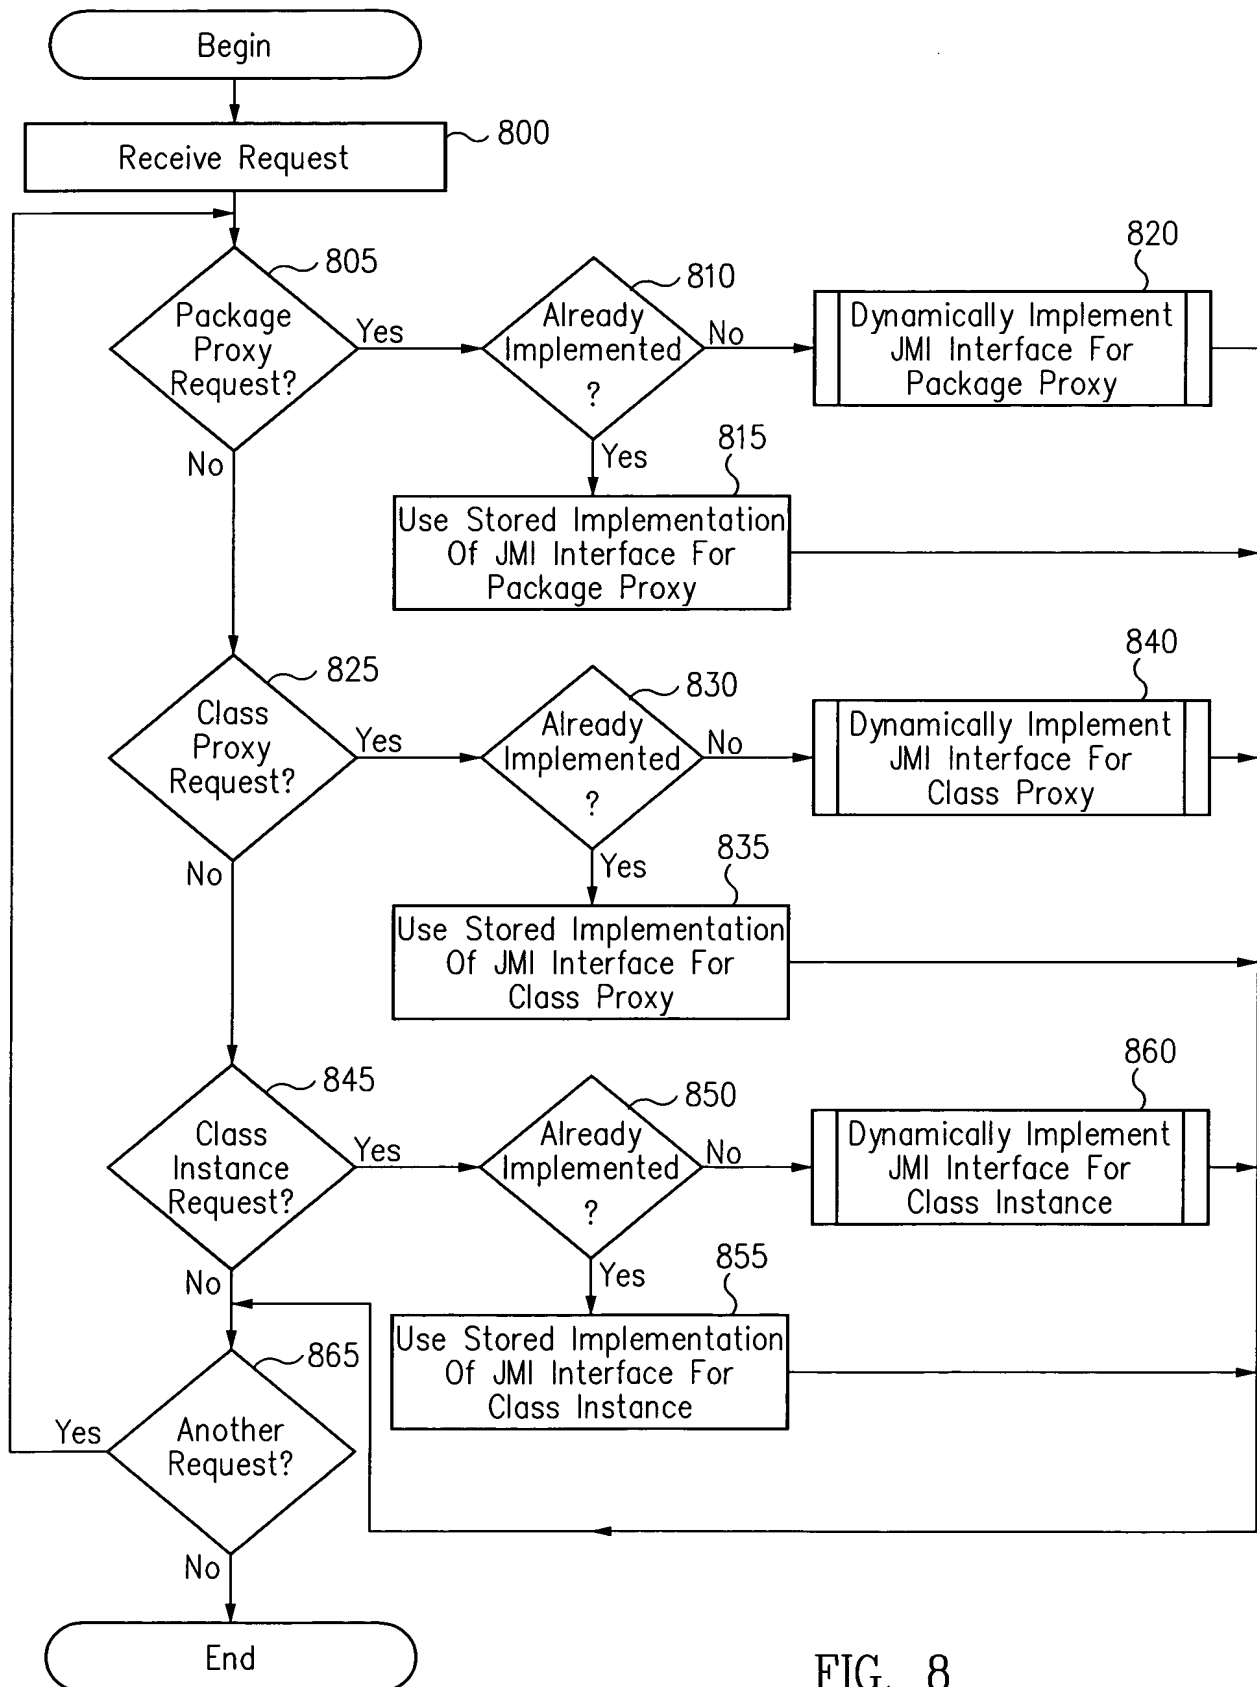 Begin
Receive Request
800
Package
Proxy
Request?
805
Yes
No
Already
Implemented
?
810
No
Yes
820
Dynamically Implement
JMI Interface For
Package Proxy
815
Use Stored Implementation
Of JMI Interface For
Package Proxy
Class
Proxy
Request?
825
Yes
No
Already
Implemented
?
830
No
Yes
840
Dynamically Implement
JMI Interface For
Class Proxy
835
Use Stored Implementation
Of JMI Interface For
Class Proxy
Class
Instance
Request?
845
Yes
No
Already
Implemented
?
850
No
Yes
860
Dynamically Implement
JMI Interface For
Class Instance
855
Use Stored Implementation
Of JMI Interface For
Class Instance
Another
Request?
865
Yes
No
End
FIG. 8